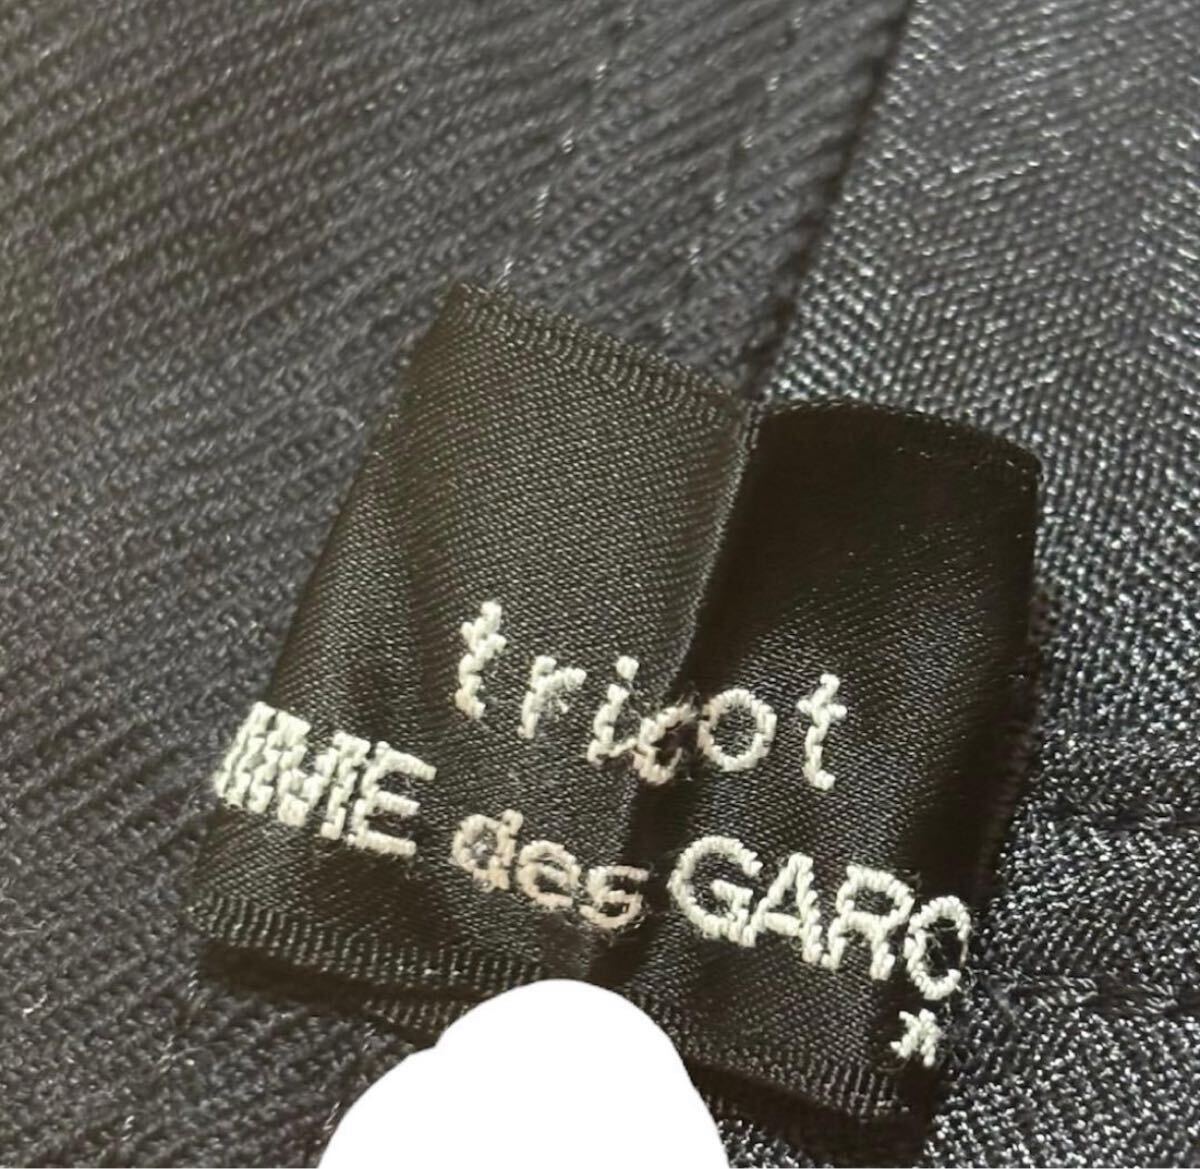 tricot
MME des GARC
*